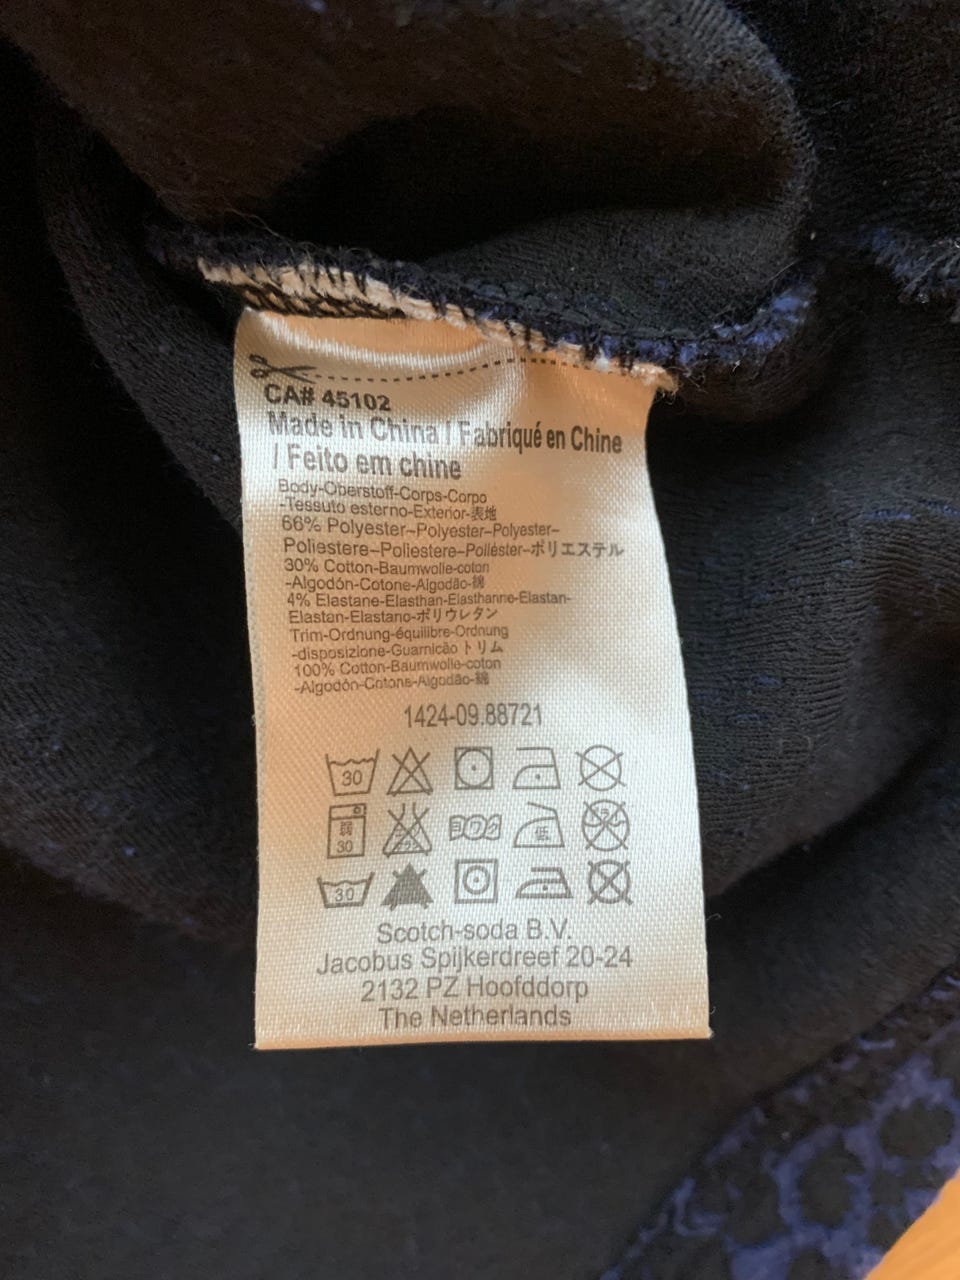 CA# 45102
Made in China / Fabriqué en Chine
/ Feito em chine
Body-Oberstoff-Corps-Corpo
-Tessuto esterno-Exterior-表地
66% Polyester–Polyester–Polyester–
Poliestere–Poliestere–Poliéster–ポリエステル
30% Cotton-Baumwolle-coton
-Algodón-Cotone-Algodão-綿
4% Elastane-Elasthan-Elasthanne-Elastan-
Elastan-Elastano-ポリウレタン
Trim-Ordnung-équilibre-Ordnung
-disposizione-Guarnicão トリム
100% Cotton-Baumwolle-coton
-Algodón-Cotone-Algodão-綿
1424-09.88721
30
弱 30 低
30
Scotch-soda B.V.
Jacobus Spijkerdreef 20-24
2132 PZ Hoofddorp
The Netherlands